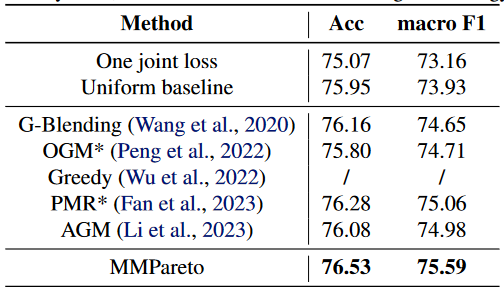 Method Acc macro F1
One joint loss 75.07 73.16
Uniform baseline 75.95 73.93
G-Blending (Wang et al., 2020) 76.16 74.65
OGM* (Peng et al., 2022) 75.80 74.71
Greedy (Wu et al., 2022) / /
PMR* (Fan et al., 2023) 76.28 75.06
AGM (Li et al., 2023) 76.08 74.98
MMPareto 76.53 75.59